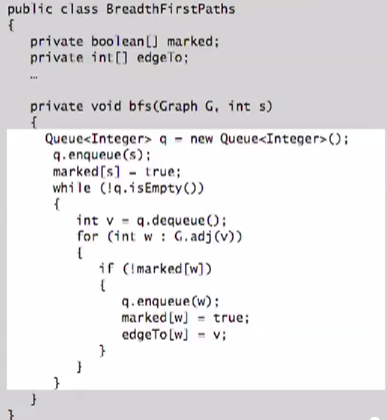 public class BreadthFirstPaths
{
private boolean[] marked;
private int[] edgeTo;
…
private void bfs(Graph G, int s)
{
Queue<Integer> q = new Queue<Integer>();
q.enqueue(s);
marked[s] = true;
while (!q.isEmpty())
{
int v = q.dequeue();
for (int w : G.adj(v))
{
if (!marked[w])
{
q.enqueue(w);
marked[w] = true;
edgeTo[w] = v;
}
}
}
}
}